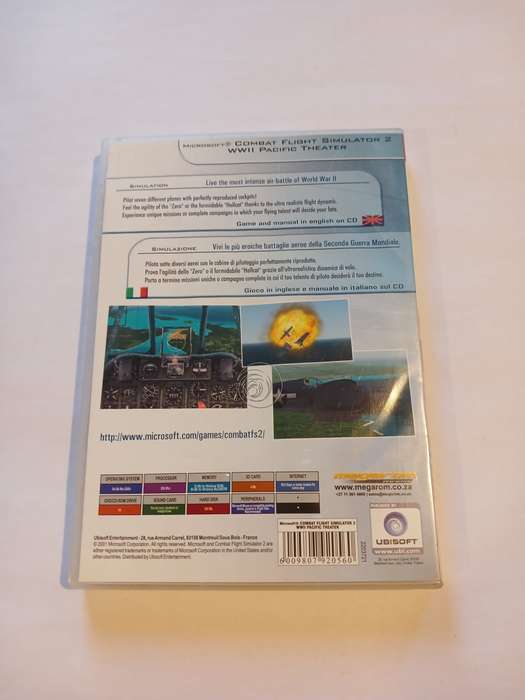 MICROSOFT® COMBAT FLIGHT SIMULATOR 2
WWII PACIFIC THEATER
SIMULATION
Live the most intense air-battle of World War II
Pilot seven different planes with perfectly reproduced cockpits!
Feel the agility of the "Zero" or the formidable "Hellcat" thanks to the ultra realistic flight dynamic.
Experience unique missions or complete campaigns in which your flying talent will decide your fate.
Game and manual in english on CD
SIMULAZIONE
Vivi le più eroiche battaglie aeree della Seconda Guerra Mondiale.
Pilota sette diversi aerei con le cabine di pilotaggio perfettamente riprodotte.
Prova l'agilità dello "Zero" o il formidabile "Hellcat" grazie all'ultrarealistica dinamica di volo.
Porta a termine missioni uniche o campagne complete in cui il tuo talento di pilota deciderà il tuo destino.
Gioco in inglese e manuale in italiano sul CD
http://www.microsoft.com/games/combatfs2/
OPERATING SYSTEM
PROCESSOR
MEMORY
3D CARD
INTERNET
CD/DVD-ROM DRIVE
SOUND CARD
HARD DISK
PERIPHERALS
www.megarom.co.za
Ubisoft Entertainment - 28, rue Armand Carrel, 93108 Montreuil Sous Bois - France
© 2001 Microsoft Corporation. All rights reserved. Microsoft and Combat Flight Simulator 2 are
either registered trademarks or trademarks of Microsoft Corporation in the United States and/or
other countries. Distributed by Ubisoft Entertainment.
Microsoft® COMBAT FLIGHT SIMULATOR 2
WWII PACIFIC THEATER
6009807920560
2203721
PUBLISHED BY
UBISOFT
www.ubi.com